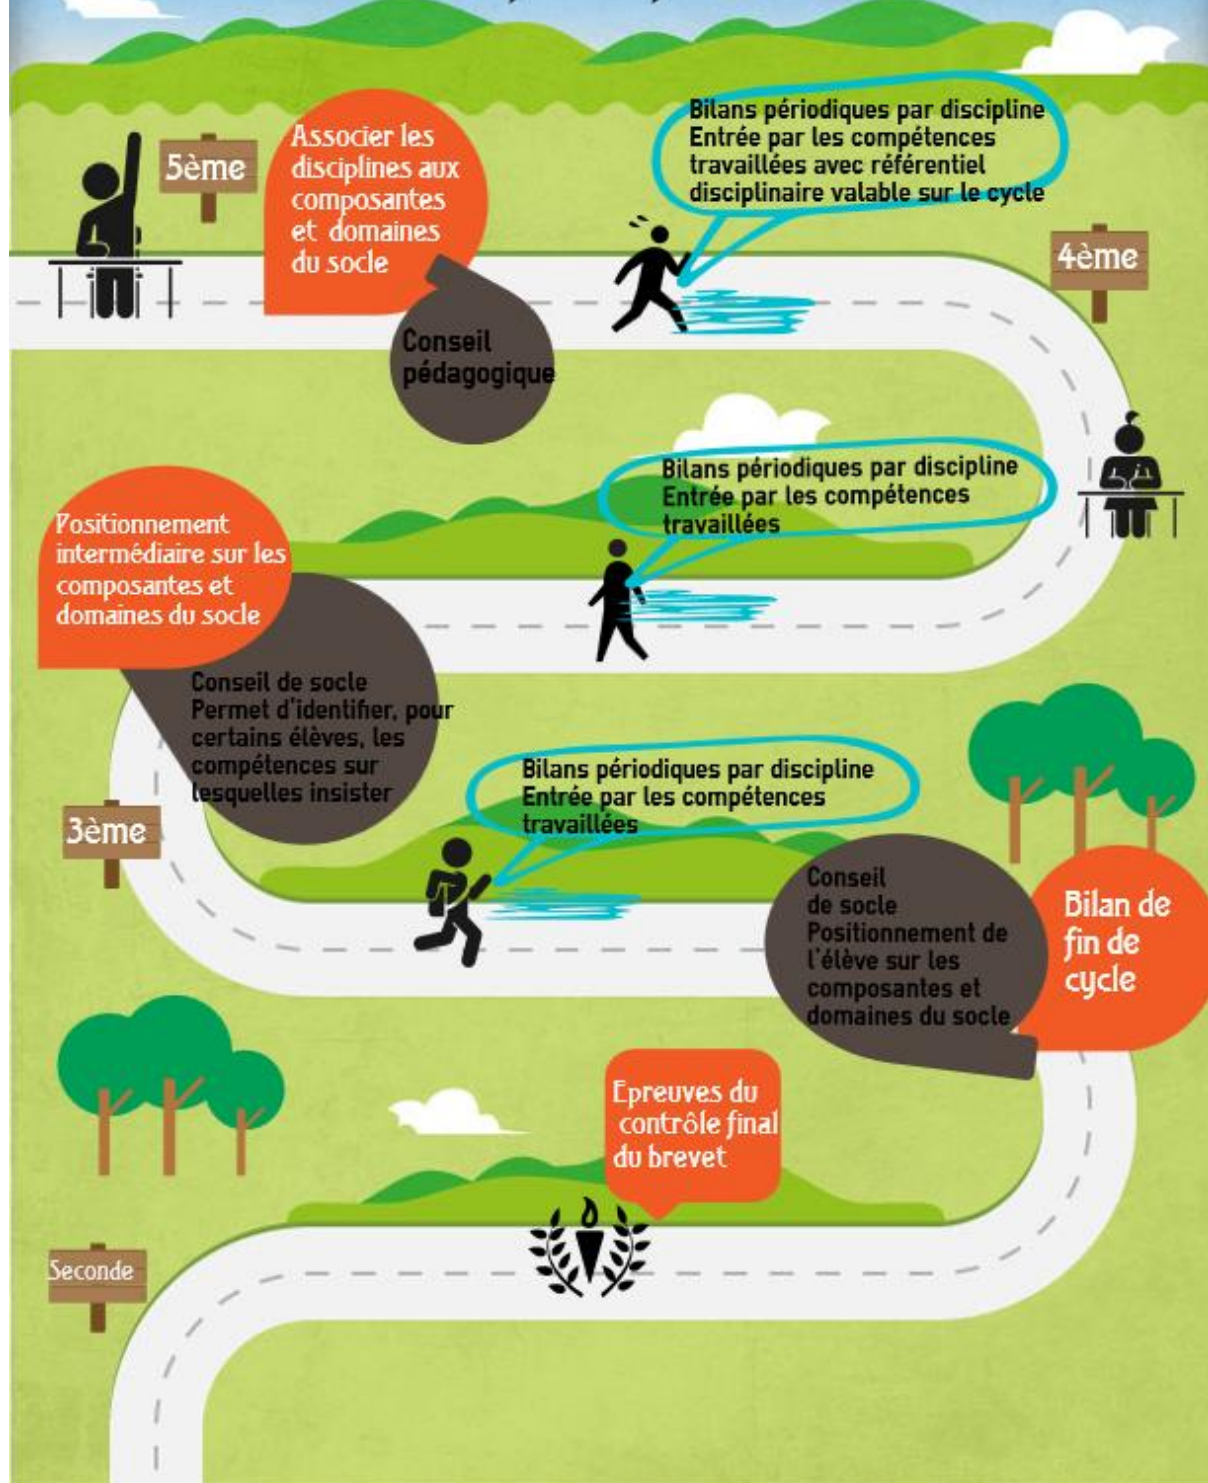 5ème
Associer les
disciplines aux
composantes
et domaines
du socle
Bilans périodiques par discipline
Entrée par les compétences
travaillées avec référentiel
disciplinaire valable sur le cycle
4ème
Conseil
pédagogique
Bilans périodiques par discipline
Entrée par les compétences
travaillées
Positionnement
intermédiaire sur les
composantes et
domaines du socle
Conseil de socle
Permet d'identifier, pour
certains élèves, les
compétences sur
lesquelles insister
3ème
Bilans périodiques par discipline
Entrée par les compétences
travaillées
Conseil
de socle
Positionnement de
l'élève sur les
composantes et
domaines du socle
Bilan de
fin de
cycle
Epreuves du
contrôle final
du brevet
Seconde